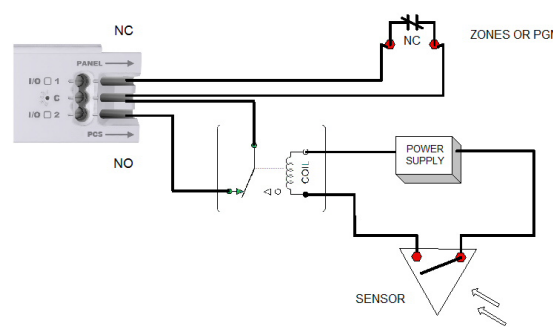 NC
NC
ZONES OR PGM
PANEL
I/O 1
C
I/O 2
PCS
NO
COIL
POWER
SUPPLY
SENSOR